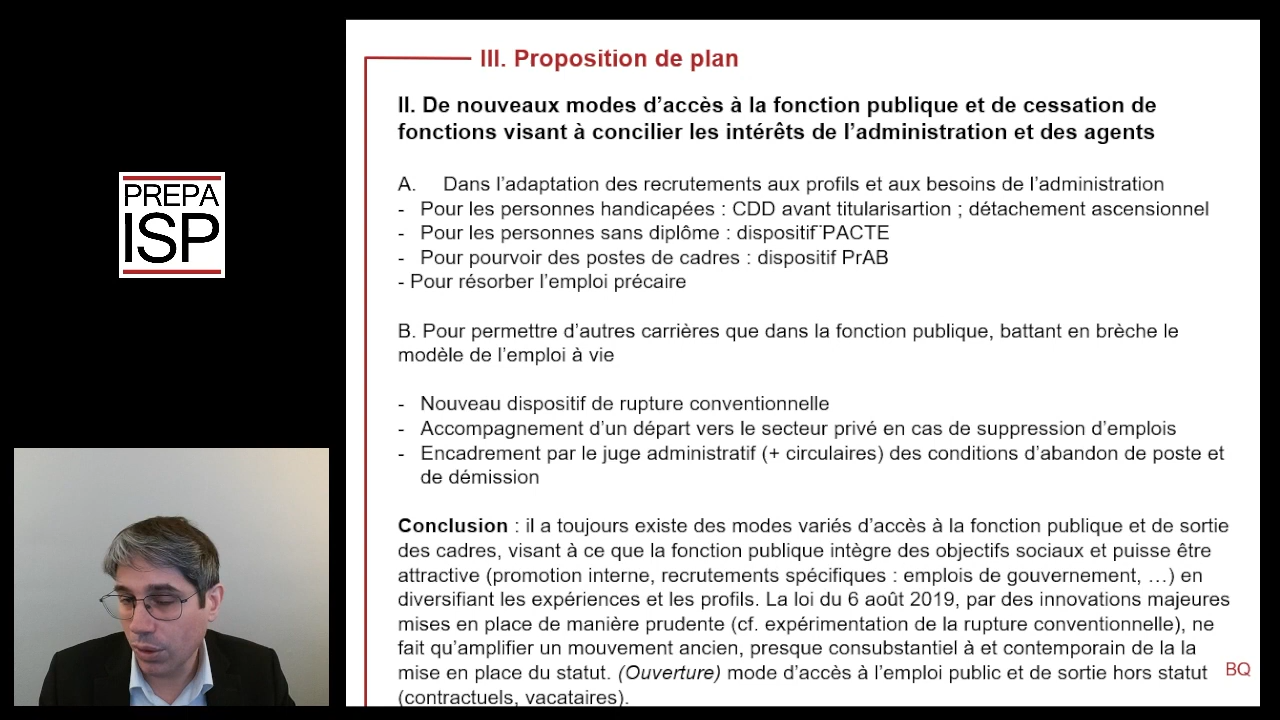 PREPA
ISP
III. Proposition de plan
II. De nouveaux modes d’accès à la fonction publique et de cessation de
fonctions visant à concilier les intérêts de l’administration et des agents
A. Dans l’adaptation des recrutements aux profils et aux besoins de l’administration
- Pour les personnes handicapées : CDD avant titularisartion ; détachement ascensionnel
- Pour les personnes sans diplôme : dispositif¨PACTE
- Pour pourvoir des postes de cadres : dispositif PrAB
- Pour résorber l’emploi précaire
B. Pour permettre d’autres carrières que dans la fonction publique, battant en brèche le
modèle de l’emploi à vie
- Nouveau dispositif de rupture conventionnelle
- Accompagnement d’un départ vers le secteur privé en cas de suppression d’emplois
- Encadrement par le juge administratif (+ circulaires) des conditions d’abandon de poste et
de démission
Conclusion : il a toujours existe des modes variés d’accès à la fonction publique et de sortie
des cadres, visant à ce que la fonction publique intègre des objectifs sociaux et puisse être
attractive (promotion interne, recrutements spécifiques : emplois de gouvernement, …) en
diversifiant les expériences et les profils. La loi du 6 août 2019, par des innovations majeures
mises en place de manière prudente (cf. expérimentation de la rupture conventionnelle), ne
fait qu’amplifier un mouvement ancien, presque consubstantiel à et contemporain de la la
mise en place du statut. (Ouverture) mode d’accès à l’emploi public et de sortie hors statut
(contractuels, vacataires).
BQ